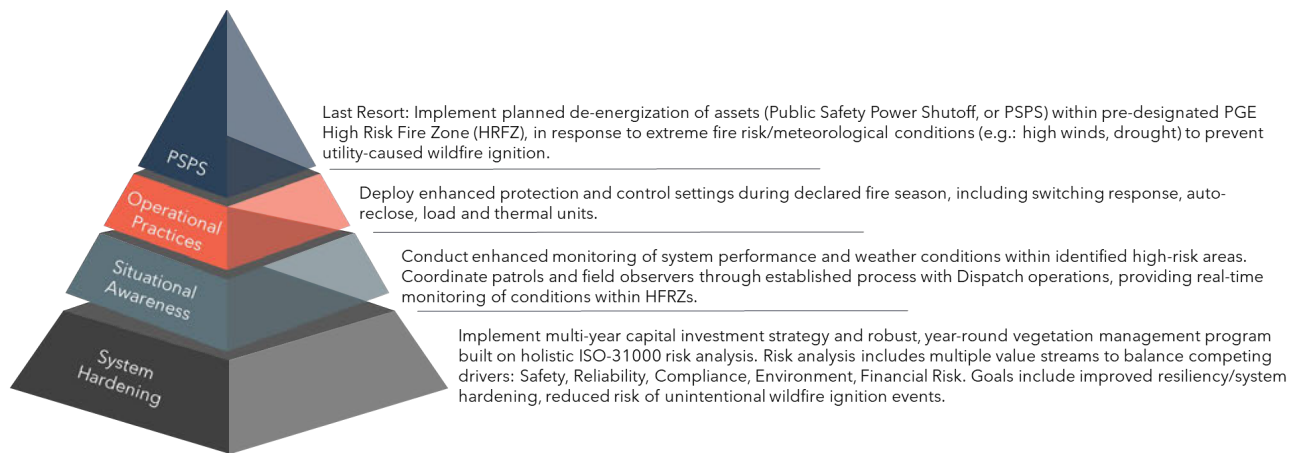 PSPS
Last Resort: Implement planned de-energization of assets (Public Safety Power Shutoff, or PSPS) within pre-designated PGE
High Risk Fire Zone (HRFZ), in response to extreme fire risk/meteorological conditions (e.g.: high winds, drought) to prevent
utility-caused wildfire ignition.
Operational
Practices
Deploy enhanced protection and control settings during declared fire season, including switching response, auto-
reclose, load and thermal units.
Situational
Awareness
Conduct enhanced monitoring of system performance and weather conditions within identified high-risk areas.
Coordinate patrols and field observers through established process with Dispatch operations, providing real-time
monitoring of conditions within HFRZs.
System
Hardening
Implement multi-year capital investment strategy and robust, year-round vegetation management program
built on holistic ISO-31000 risk analysis. Risk analysis includes multiple value streams to balance competing
drivers: Safety, Reliability, Compliance, Environment, Financial Risk. Goals include improved resiliency/system
hardening, reduced risk of unintentional wildfire ignition events.